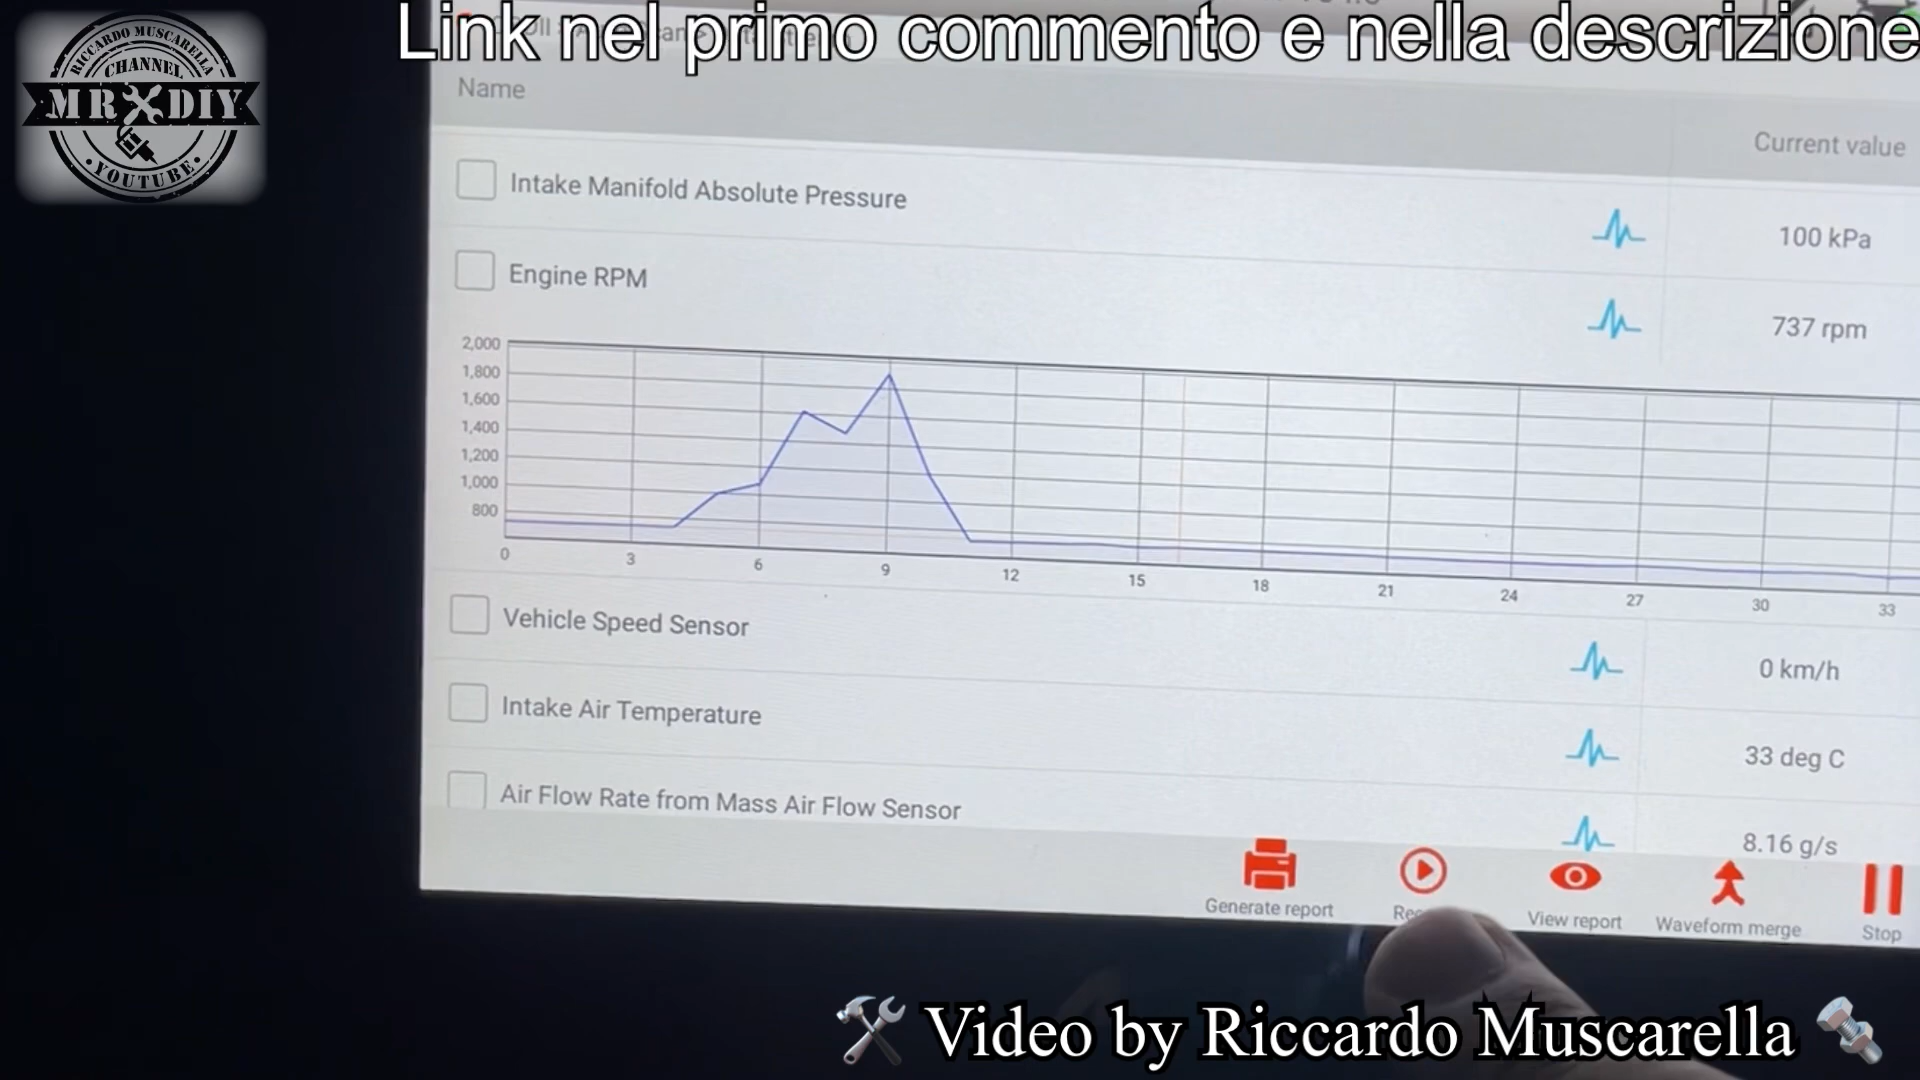 Link nel primo commento e nella descrizione
RICCARDO MUSCARELLA
CHANNEL
MR DIY
YOUTUBE
Name
Current value
Intake Manifold Absolute Pressure
100 kPa
Engine RPM
737 rpm
2,000
1,800
1,600
1,400
1,200
1,000
800
0 3 6 9 12 15 18 21 24 27 30 33
Vehicle Speed Sensor
0 km/h
Intake Air Temperature
33 deg C
Air Flow Rate from Mass Air Flow Sensor
8.16 g/s
Generate report
View report
Waveform merge
Stop
Video by Riccardo Muscarella